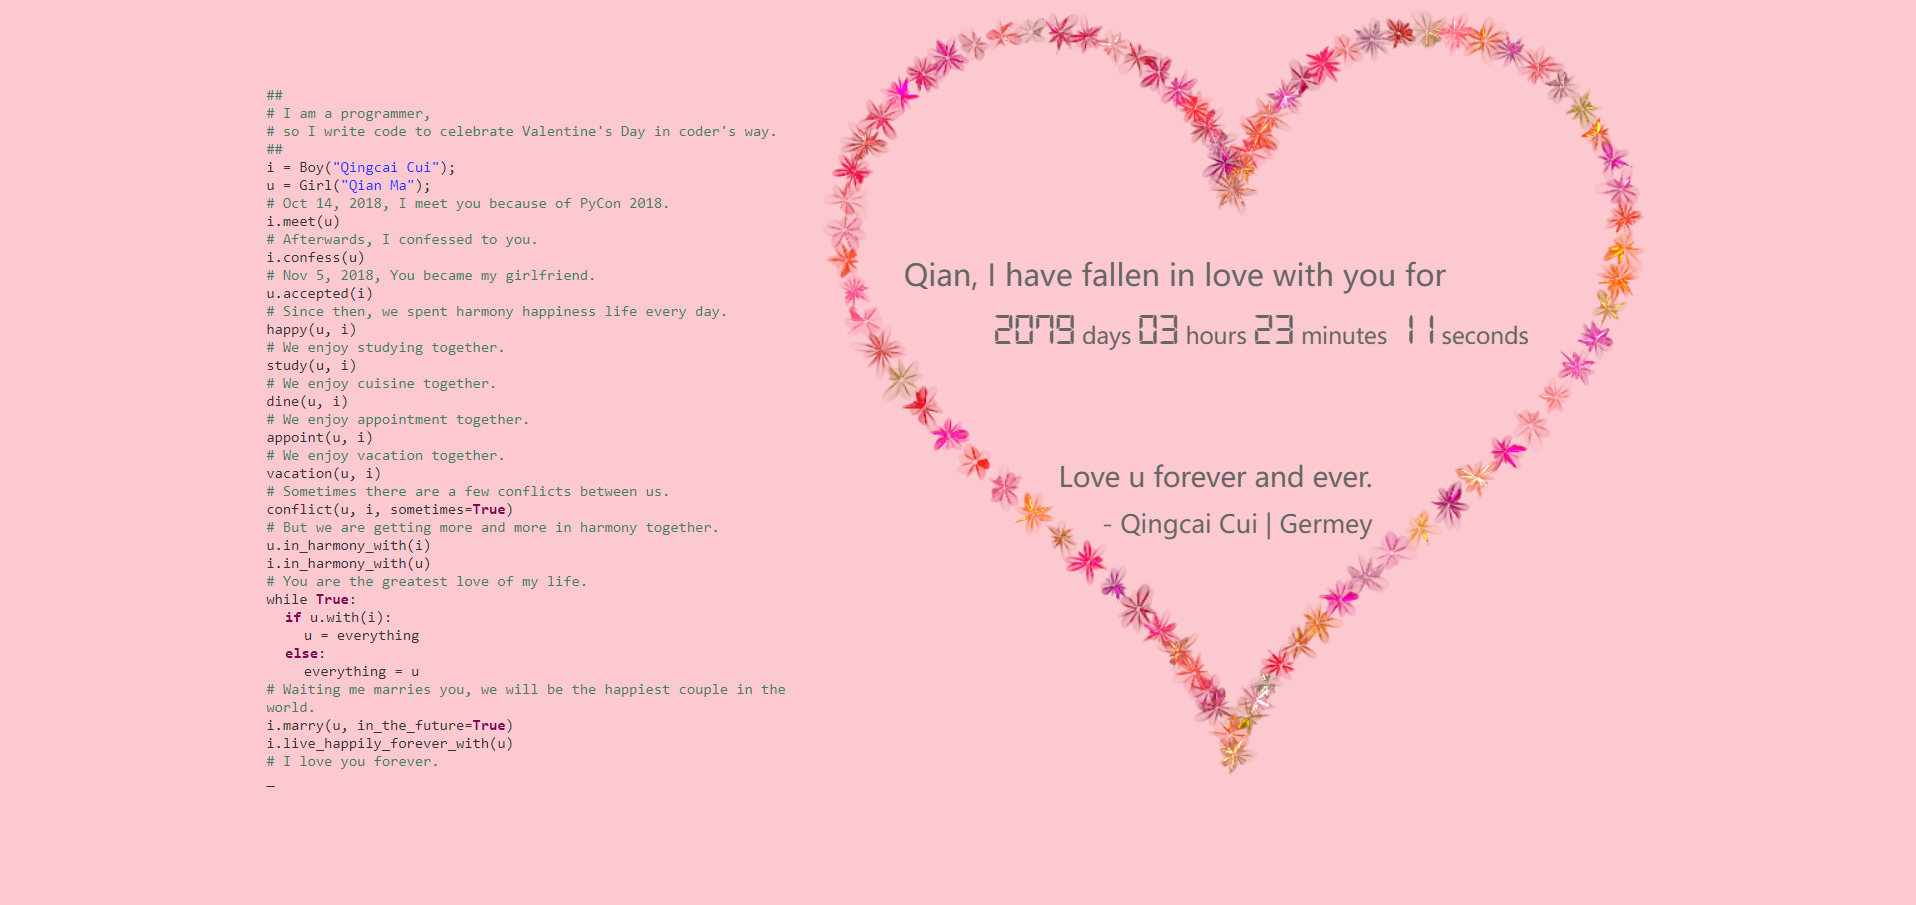 ##
# I am a programmer,
# so I write code to celebrate Valentine's Day in coder's way.
##
i = Boy("Qingcai Cui");
u = Girl("Qian Ma");
# Oct 14, 2018, I meet you because of PyCon 2018.
i.meet(u)
# Afterwards, I confessed to you.
i.confess(u)
# Nov 5, 2018, You became my girlfriend.
u.accepted(i)
# Since then, we spent harmony happiness life every day.
happy(u, i)
# We enjoy studying together.
study(u, i)
# We enjoy cuisine together.
dine(u, i)
# We enjoy appointment together.
appoint(u, i)
# We enjoy vacation together.
vacation(u, i)
# Sometimes there are a few conflicts between us.
conflict(u, i, sometimes=True)
# But we are getting more and more in harmony together.
u.in_harmony_with(i)
i.in_harmony_with(u)
# You are the greatest love of my life.
while True:
  if u.with(i):
    u = everything
  else:
    everything = u
# Waiting me marries you, we will be the happiest couple in the
world.
i.marry(u, in_the_future=True)
i.live_happily_forever_with(u)
# I love you forever.
_
Qian, I have fallen in love with you for
2079 days 03 hours 23 minutes 11 seconds
Love u forever and ever.
- Qingcai Cui | Germey